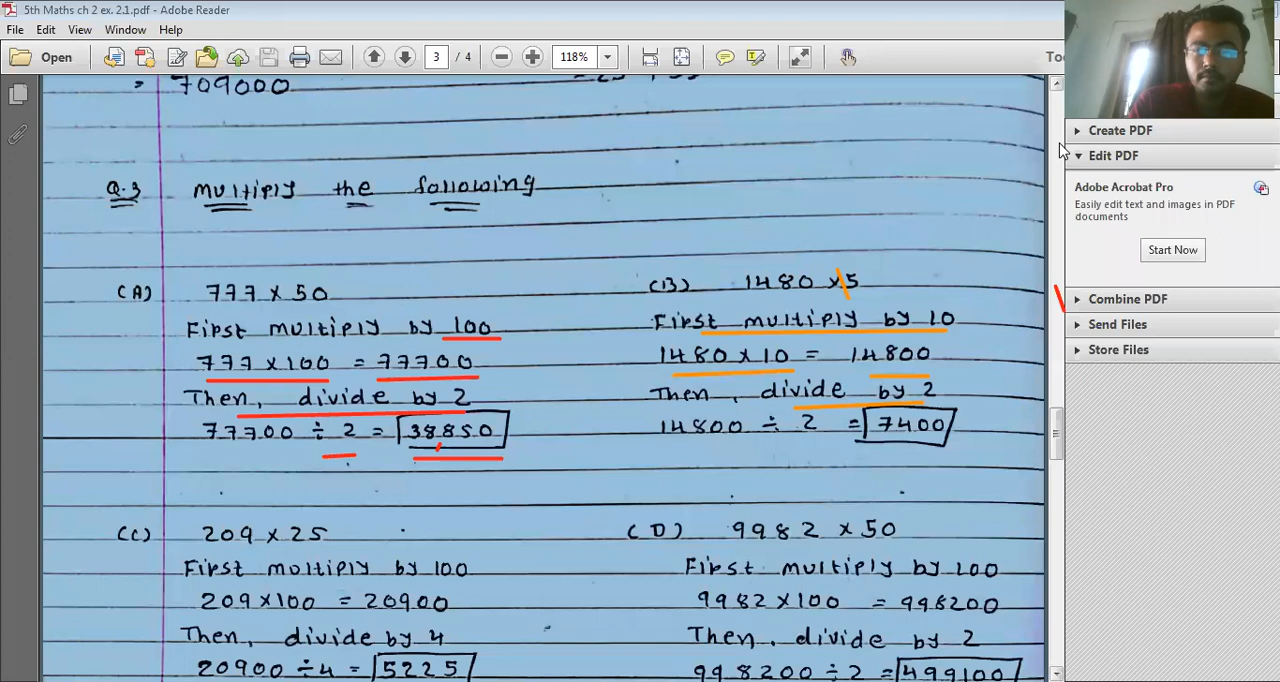 5th Maths ch 2 ex. 2.1.pdf - Adobe Reader
File Edit View Window Help
Open 3 / 4 118%
Create PDF
Edit PDF
Adobe Acrobat Pro
Easily edit text and images in PDF
documents
Start Now
Combine PDF
Send Files
Store Files
= 709000
Q.3 Multiply the following
(A) 777 x 50
First multiply by 100
777 x 100 = 77700
Then, divide by 2
77700 ÷ 2 = 38850
(B) 1480 x 5
First multiply by 10
1480 x 10 = 14800
Then, divide by 2
14800 ÷ 2 = 7400
(C) 209 x 25
First moltiply by 100
209 x 100 = 20900
Then, divide by 4
20900 ÷ 4 = 5225
(D) 9982 x 50
First multiply by 100
9982 x 100 = 998200
Then, divide by 2
998200 ÷ 2 = 499100